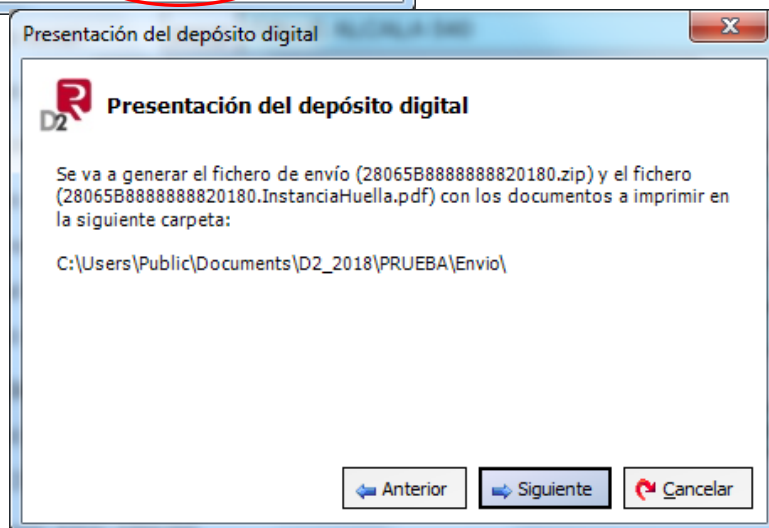 Presentación del depósito digital
D2 R
Presentación del depósito digital
Se va a generar el fichero de envío (28065B8888888820180.zip) y el fichero
(28065B8888888820180.InstanciaHuella.pdf) con los documentos a imprimir en
la siguiente carpeta:
C:\Users\Public\Documents\D2_2018\PRUEBA\Envio\
Anterior Siguiente Cancelar